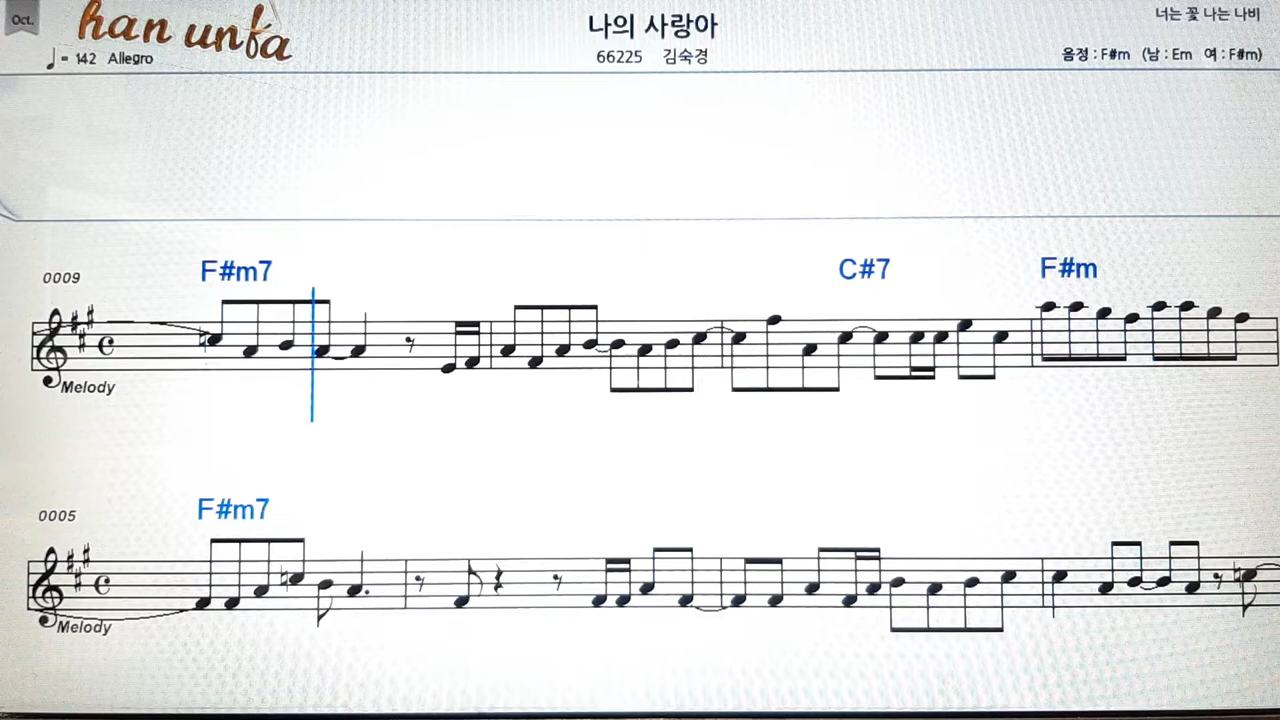 Oct.
han unfa
나의 사랑아
너는 꽃 나는 나비
♩= 142 Allegro
66225 김숙경
음정 : F#m (남 : Em 여 : F#m)
0009
F#m7 C#7 F#m
Melody
0005
F#m7
Melody